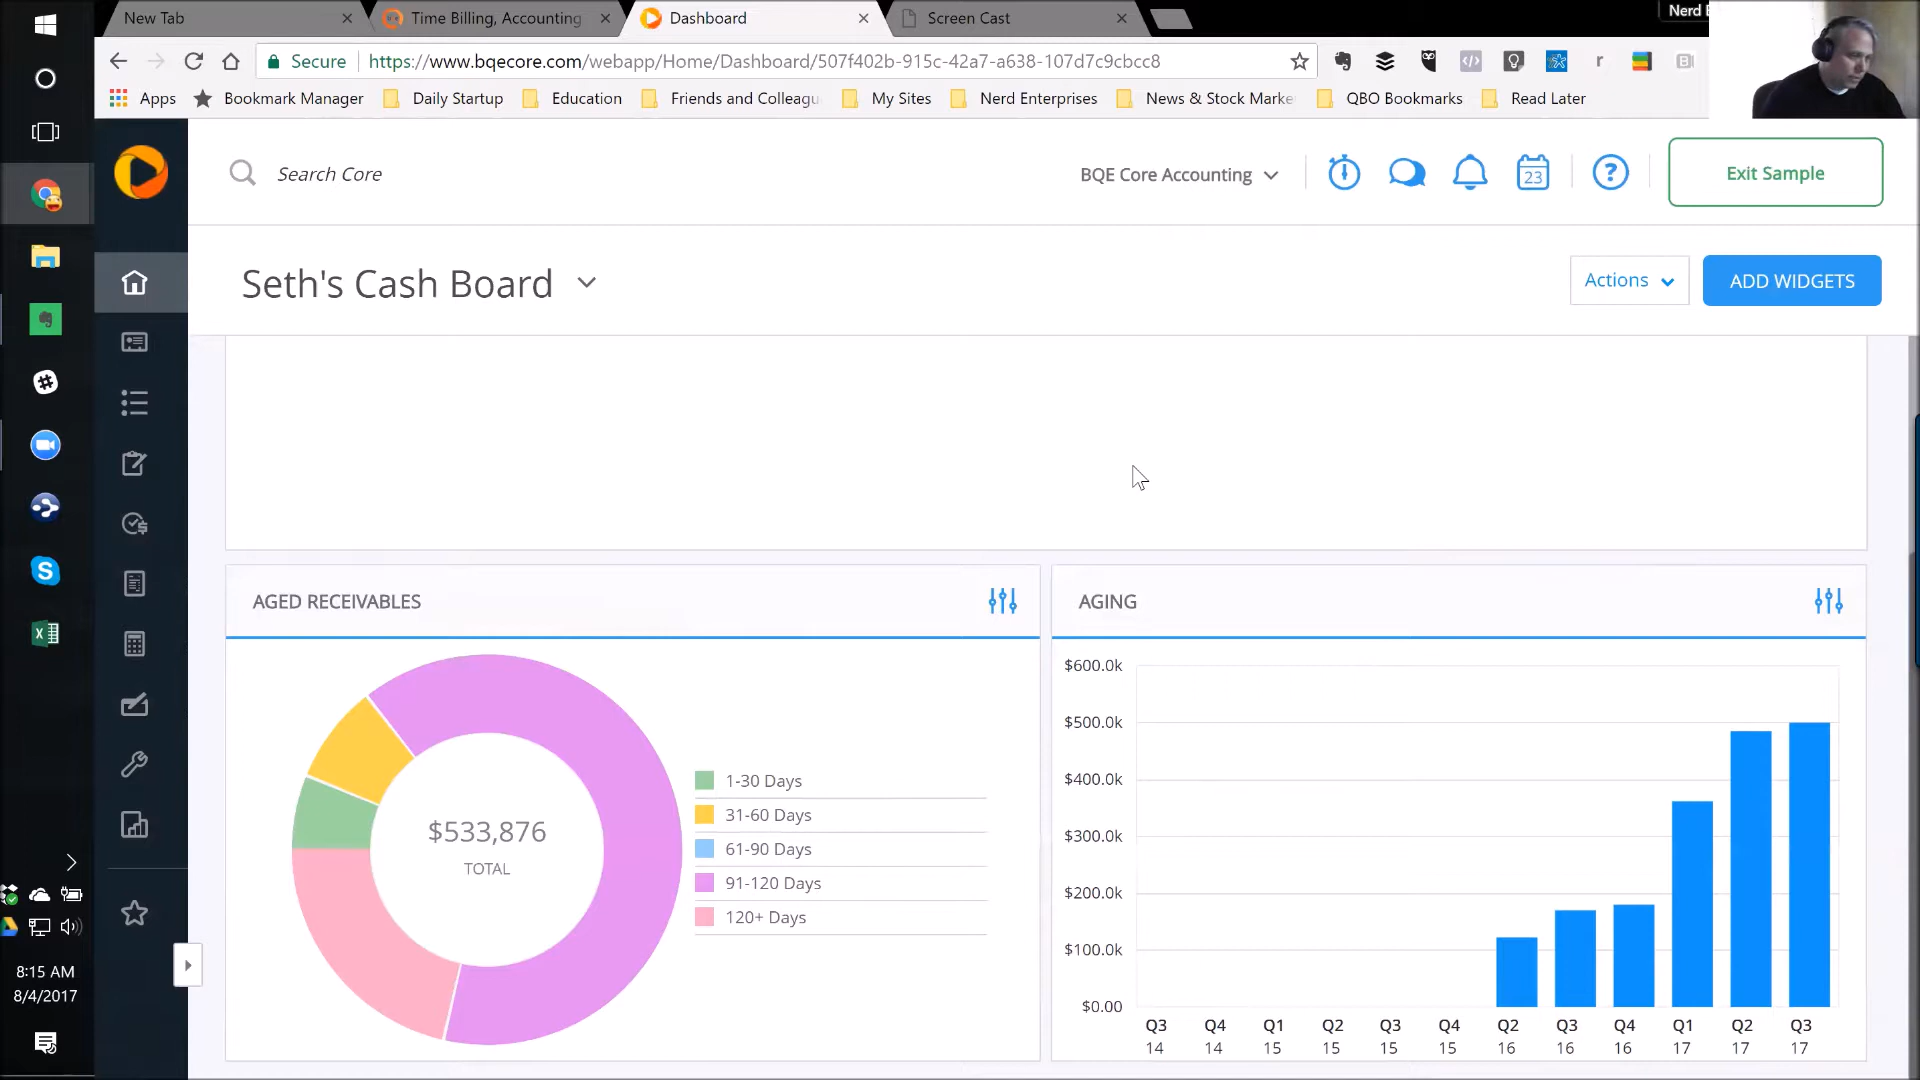 New Tab
Time Billing, Accounting
Dashboard
Screen Cast
Nerd E
Secure
https://www.bqecore.com/webapp/Home/Dashboard/507f402b-915c-42a7-a638-107d7c9cbcc8
Apps
Bookmark Manager
Daily Startup
Education
Friends and Colleagu
My Sites
Nerd Enterprises
News & Stock Marke
QBO Bookmarks
Read Later
Search Core
BQE Core Accounting
23
?
Exit Sample
Seth's Cash Board
Actions
ADD WIDGETS
AGED RECEIVABLES
$533,876
TOTAL
1-30 Days
31-60 Days
61-90 Days
91-120 Days
120+ Days
AGING
$600.0k
$500.0k
$400.0k
$300.0k
$200.0k
$100.0k
$0.00
Q3 Q4 Q1 Q2 Q3 Q4 Q2 Q3 Q4 Q1 Q2 Q3
14 14 15 15 15 15 16 16 16 17 17 17
8:15 AM
8/4/2017